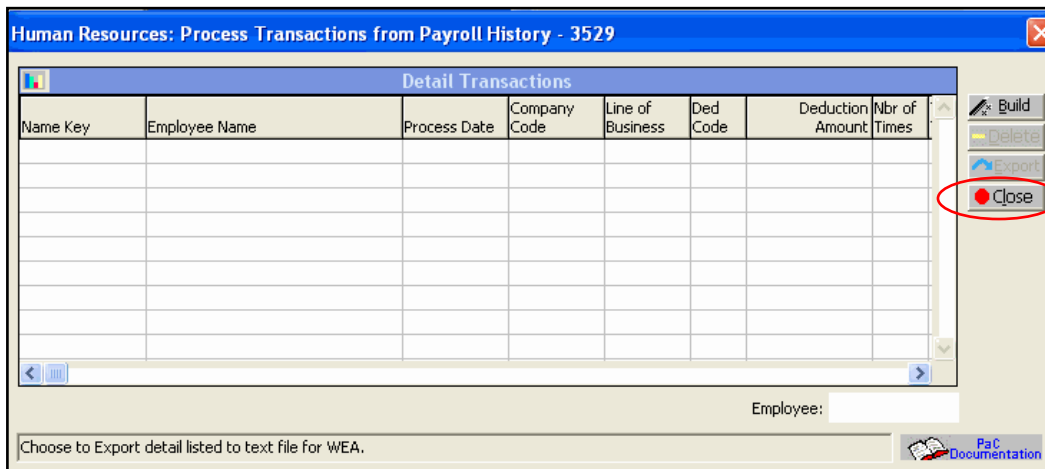 Human Resources: Process Transactions from Payroll History - 3529
Detail Transactions
Name Key Employee Name Process Date Company Code Line of Business Ded Code Deduction Amount Nbr of Times
Build
Delete
Export
Close
Employee:
Choose to Export detail listed to text file for WEA.
PaC
Documentation